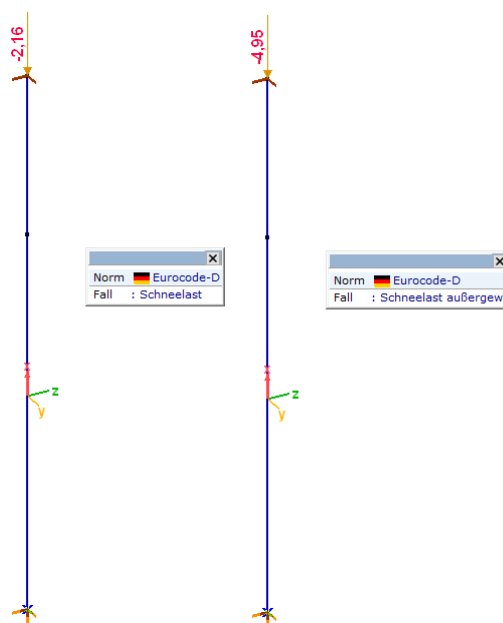 -2,16
-4,95
Norm Eurocode-D
Fall : Schneelast
Norm Eurocode-D
Fall : Schneelast außergew
z
y
z
y